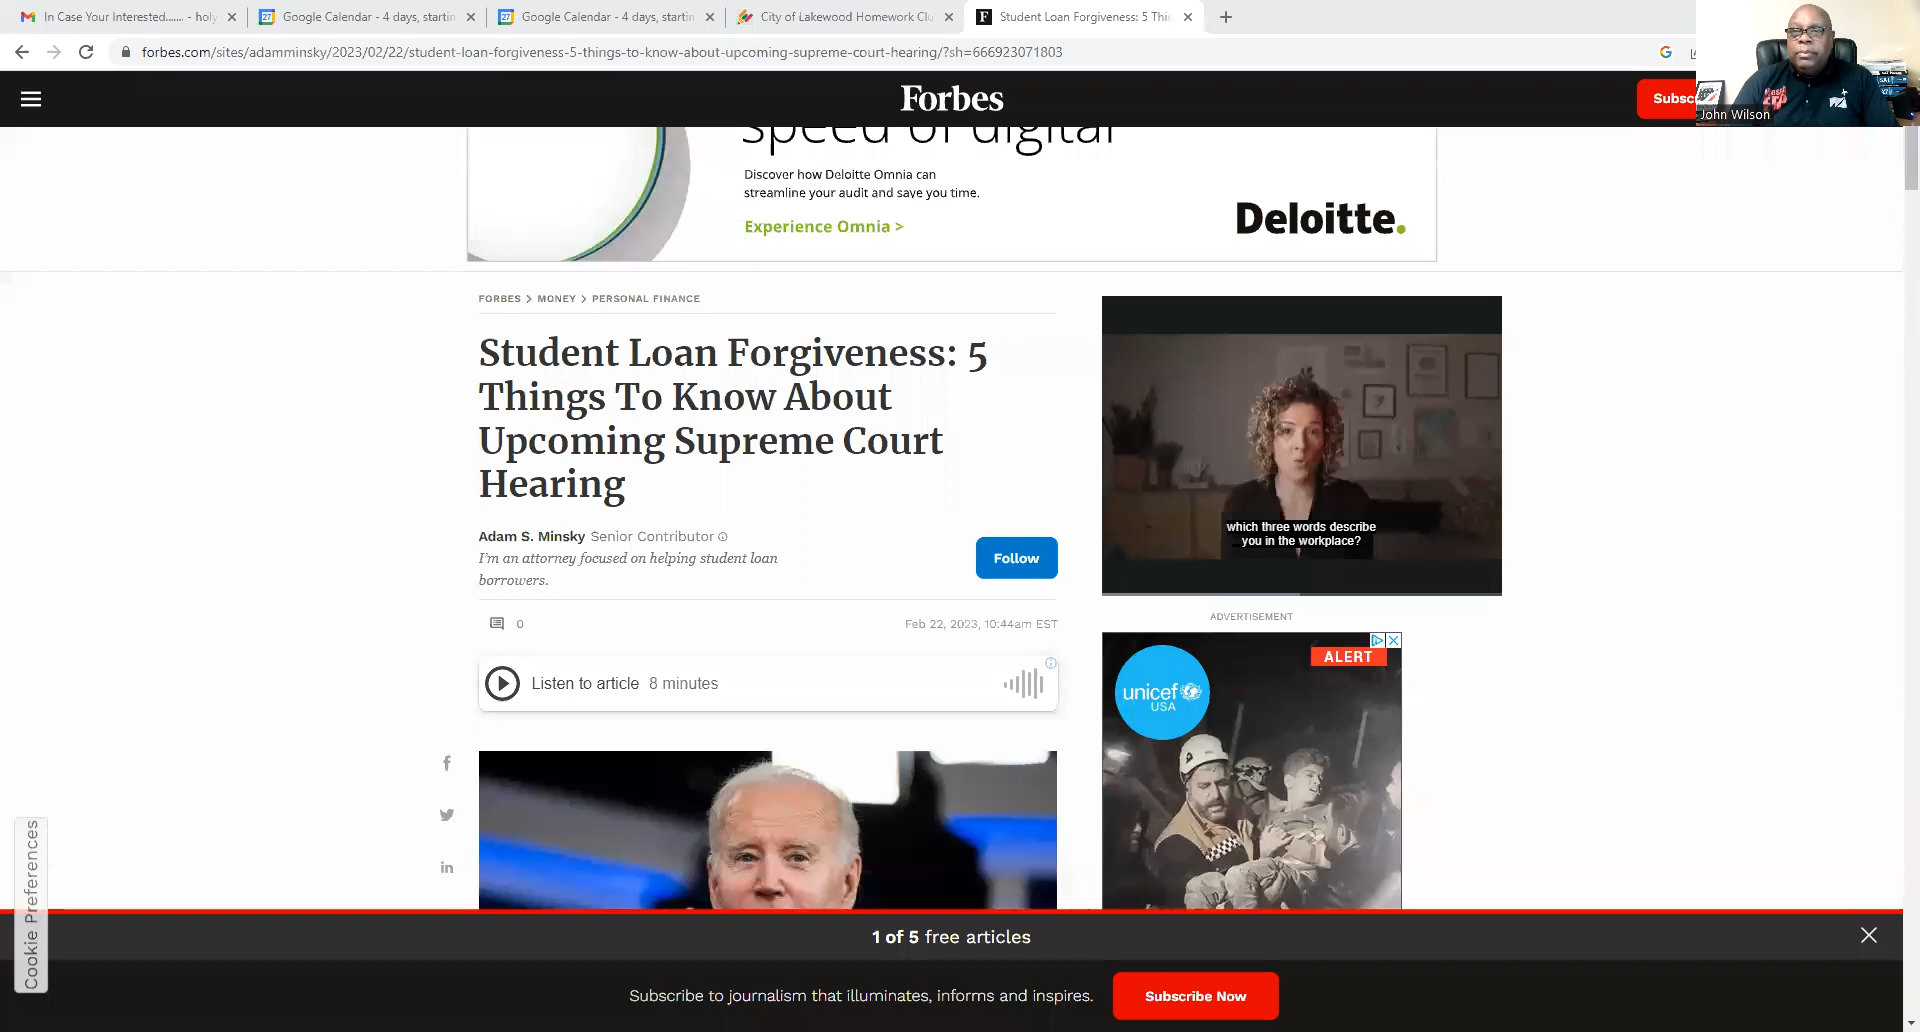 In Case Your Interested...... - holy
Google Calendar - 4 days, startin
Google Calendar - 4 days, startin
City of Lakewood Homework Clu
Student Loan Forgiveness: 5 Thi
forbes.com/sites/adamminsky/2023/02/22/student-loan-forgiveness-5-things-to-know-about-upcoming-supreme-court-hearing/?sh=666923071803
Forbes
Subsc
John Wilson
speed of digital
Discover how Deloitte Omnia can
streamline your audit and save you time.
Experience Omnia >
Deloitte.
FORBES > MONEY > PERSONAL FINANCE
Student Loan Forgiveness: 5
Things To Know About
Upcoming Supreme Court
Hearing
Adam S. Minsky Senior Contributor
I'm an attorney focused on helping student loan
borrowers.
Follow
0
Feb 22, 2023, 10:44am EST
Listen to article 8 minutes
which three words describe
you in the workplace?
ADVERTISEMENT
ALERT
unicef
USA
Cookie Preferences
1 of 5 free articles
Subscribe to journalism that illuminates, informs and inspires.
Subscribe Now